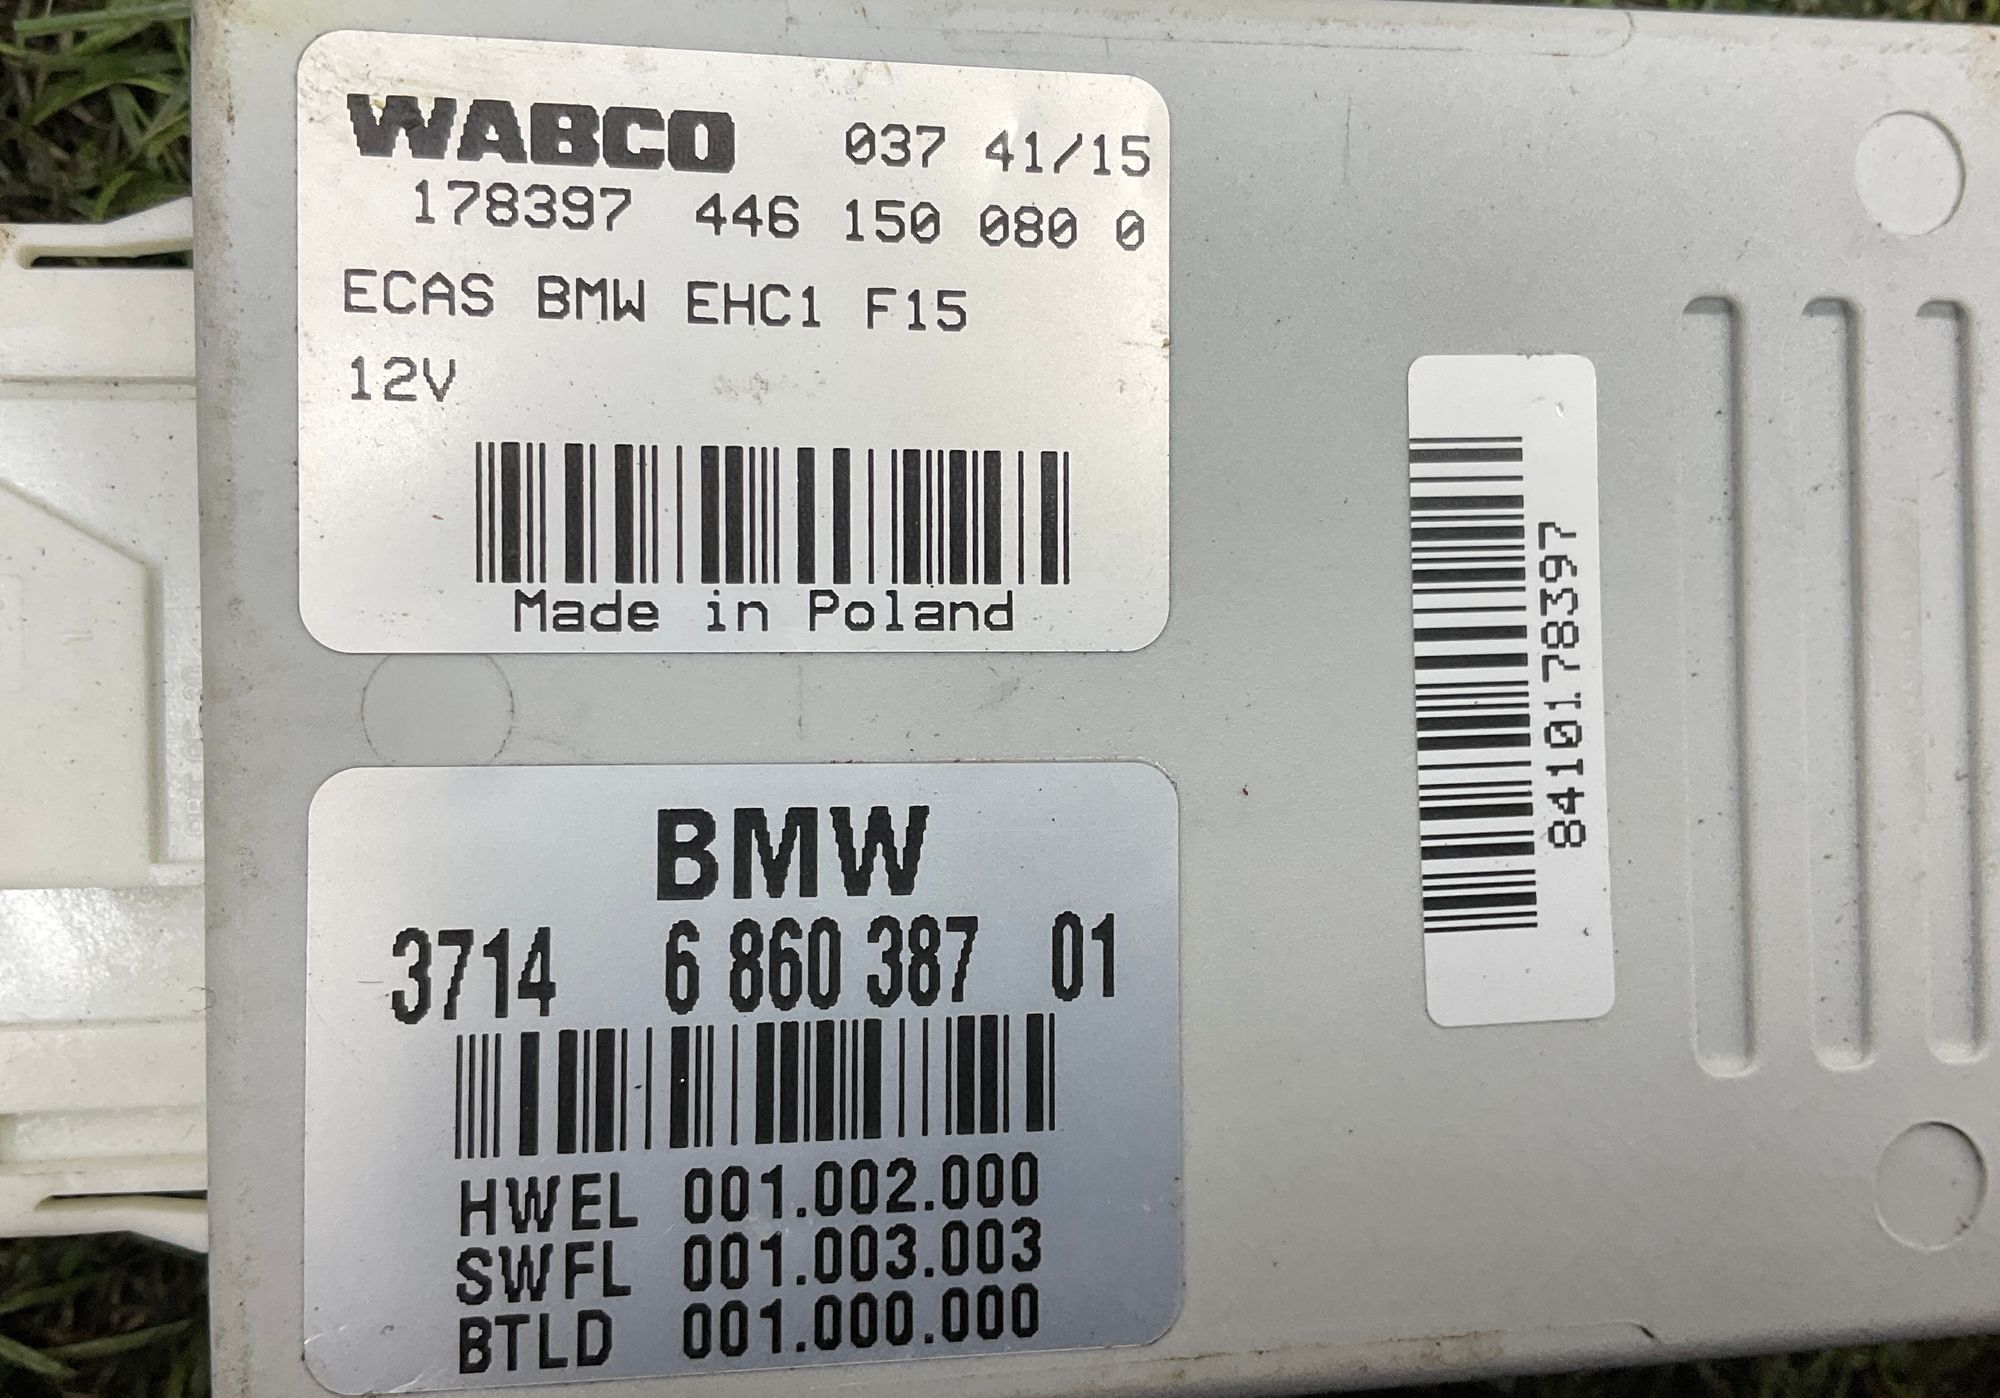 WABCO 037 41/15
178397 446 150 080 0
ECAS BMW EHC1 F15
12V
Made in Poland
BMW
3714 6 860 387 01
HWEL 001.002.000
SWFL 001.003.003
BTLD 001.000.000
8410178397